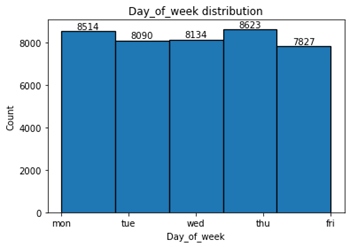 Day_of_week distribution
8514
8090
8134
8623
7827
8000
6000
4000
2000
0
Count
mon
tue
wed
thu
fri
Day_of_week